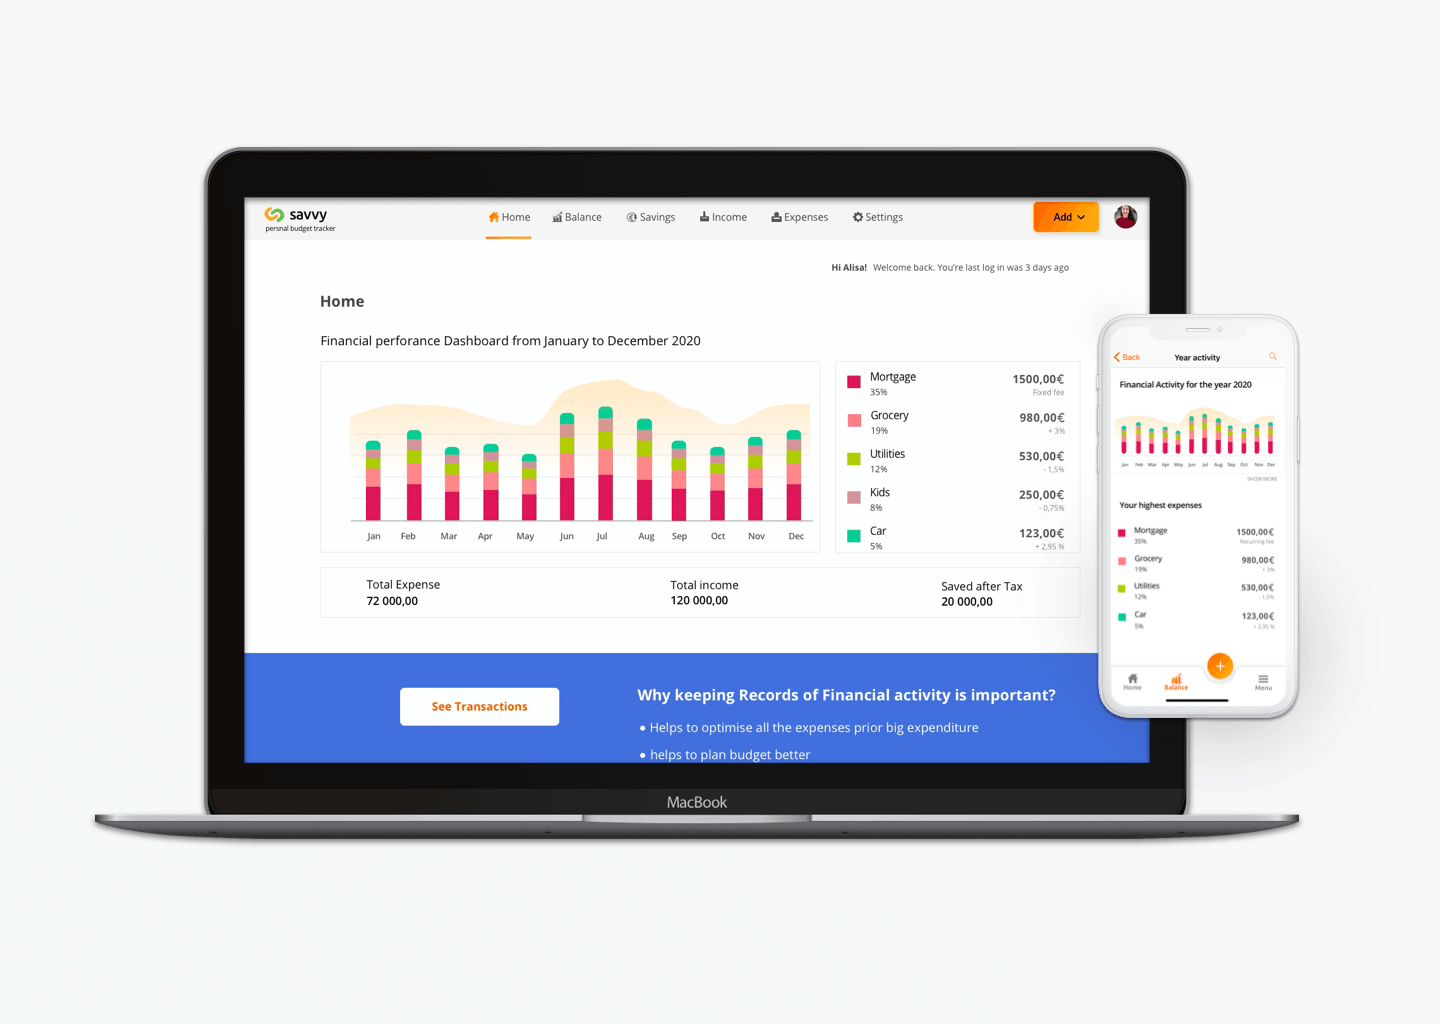 savvy
persnal budget tracker
Home
Balance
Savings
Income
Expenses
Settings
Add
Hi Alisa! Welcome back. You're last log in was 3 days ago
Home
Financial perforance Dashboard from January to December 2020
Jan Feb Mar Apr May Jun Jul Aug Sep Oct Nov Dec
Mortgage 1500,00€
35% Fixed fee
Grocery 980,00€
19% + 3%
Utilities 530,00€
12% - 1,5%
Kids 250,00€
8% - 0,75%
Car 123,00€
5% + 2,95 %
Total Expense
72 000,00
Total income
120 000,00
Saved after Tax
20 000,00
See Transactions
Why keeping Records of Financial activity is important?
• Helps to optimise all the expenses prior big expenditure
• helps to plan budget better
MacBook
Back
Year activity
Financial Activity for the year 2020
Jan Feb Mar Apr May Jun Jul Aug Sep Oct Nov Dec
SHOW MORE
Your highest expenses
Mortgage 1500,00€
35% Recurring fee
Grocery 980,00€
19% + 3%
Utilities 530,00€
12% - 1,5%
Car 123,00€
5% + 2,95 %
+
Home
Balance
Menu